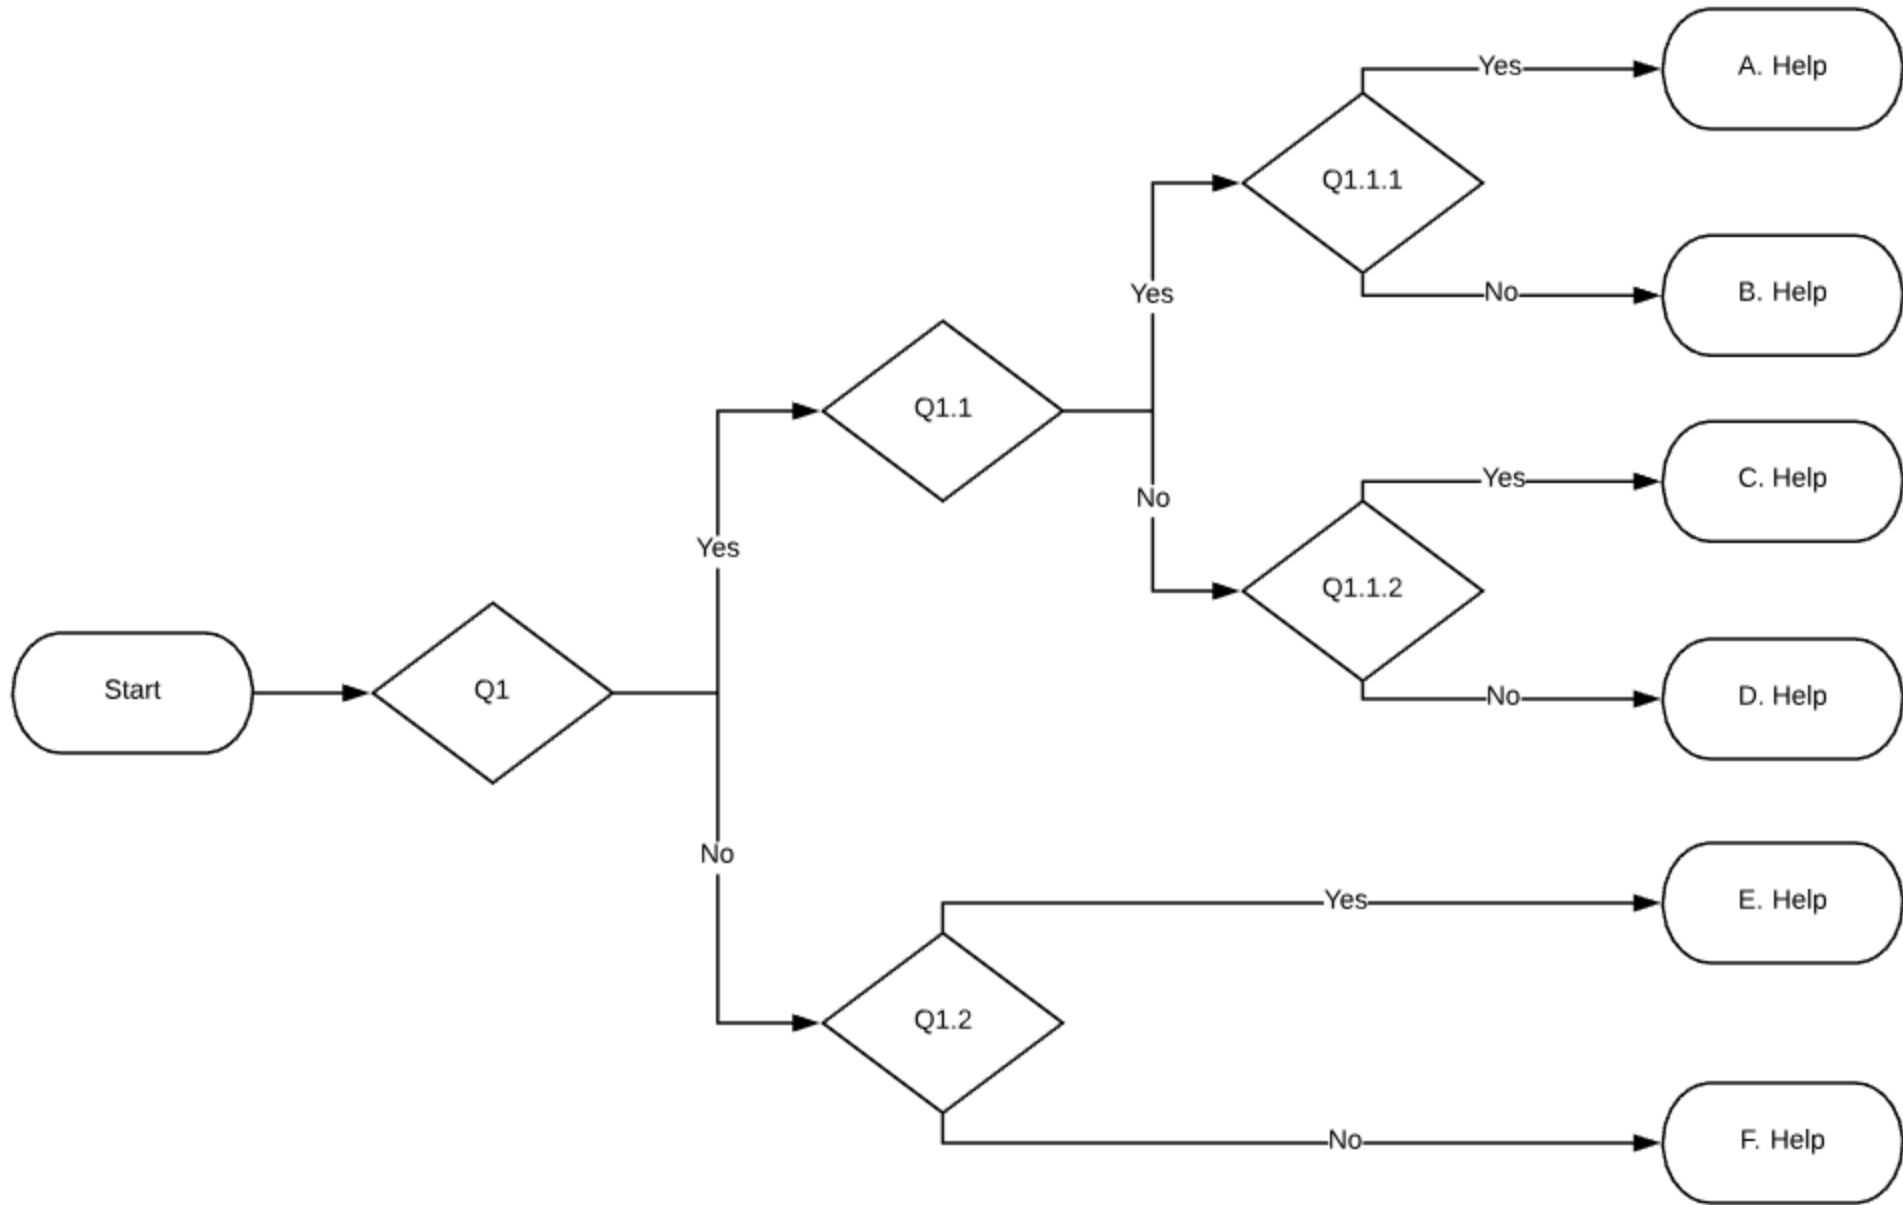 Yes
A. Help
Q1.1.1
Yes
No
B. Help
Q1.1
Yes
C. Help
No
Yes
Q1.1.2
Start
Q1
No
D. Help
No
Yes
E. Help
Q1.2
No
F. Help